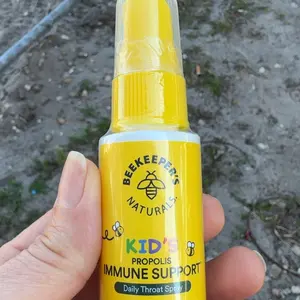 BEEKEEPER'S
NATURALS.
KID'S
PROPOLIS
IMMUNE SUPPORT
Daily Throat Spray